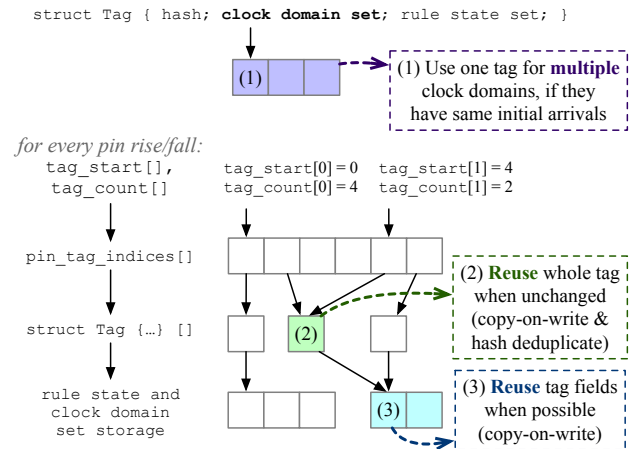 struct Tag { hash; clock domain set; rule state set; }
(1)
(1) Use one tag for multiple
clock domains, if they
have same initial arrivals
for every pin rise/fall:
tag_start[],
tag_count[]
tag_start[0] = 0
tag_count[0] = 4
tag_start[1] = 4
tag_count[1] = 2
pin_tag_indices[]
(2) Reuse whole tag
when unchanged
(copy-on-write &
hash deduplicate)
struct Tag {…} []
(2)
rule state and
clock domain
set storage
(3)
(3) Reuse tag fields
when possible
(copy-on-write)